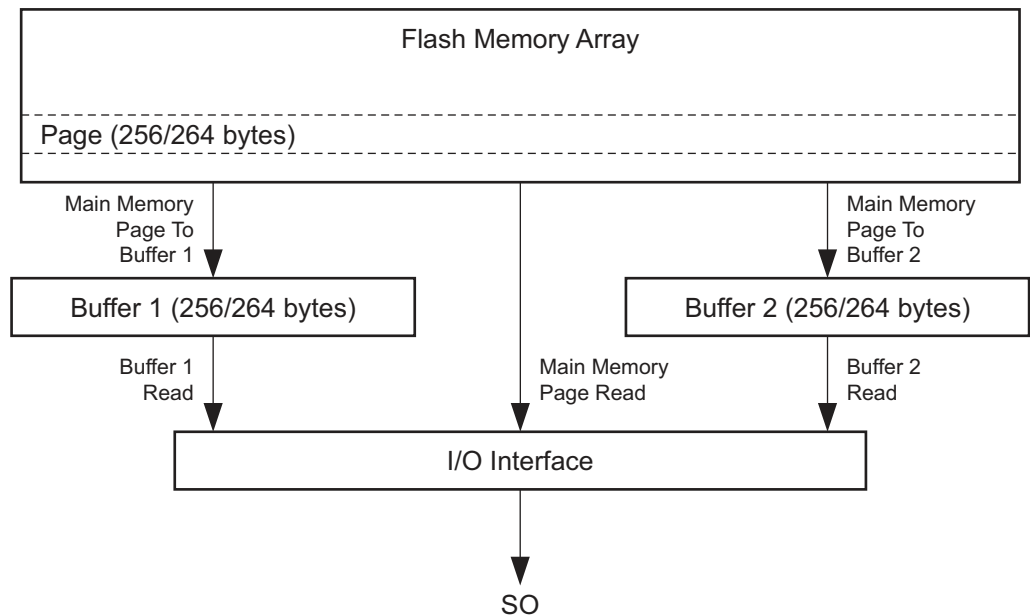 Flash Memory Array
Page (256/264 bytes)
Main Memory
Page To
Buffer 1
Main Memory
Page To
Buffer 2
Buffer 1 (256/264 bytes)
Buffer 2 (256/264 bytes)
Buffer 1
Read
Main Memory
Page Read
Buffer 2
Read
I/O Interface
SO